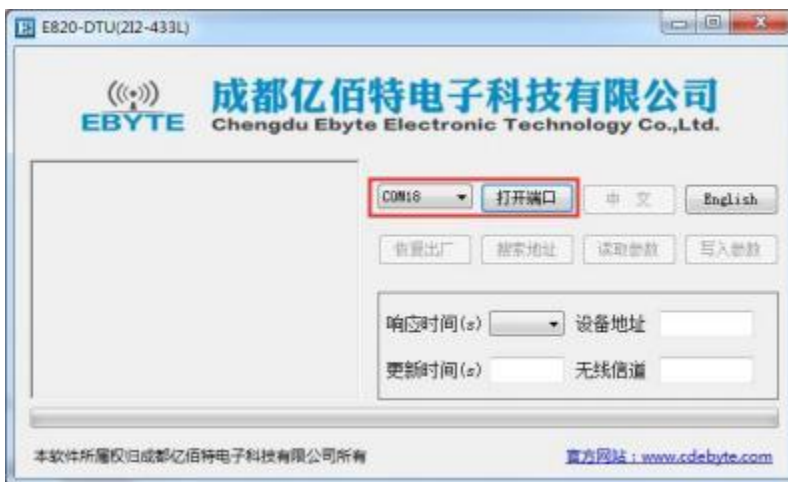 E820-DTU(2I2-433L)
EBYTE
成都亿佰特电子科技有限公司
Chengdu Ebyte Electronic Technology Co.,Ltd.
COM18 打开端口 中 文 English
恢复出厂 搜索地址 读取参数 写入参数
响应时间(s) 设备地址
更新时间(s) 无线信道
本软件所属权归成都亿佰特电子科技有限公司所有 官方网站：www.cdebyte.com